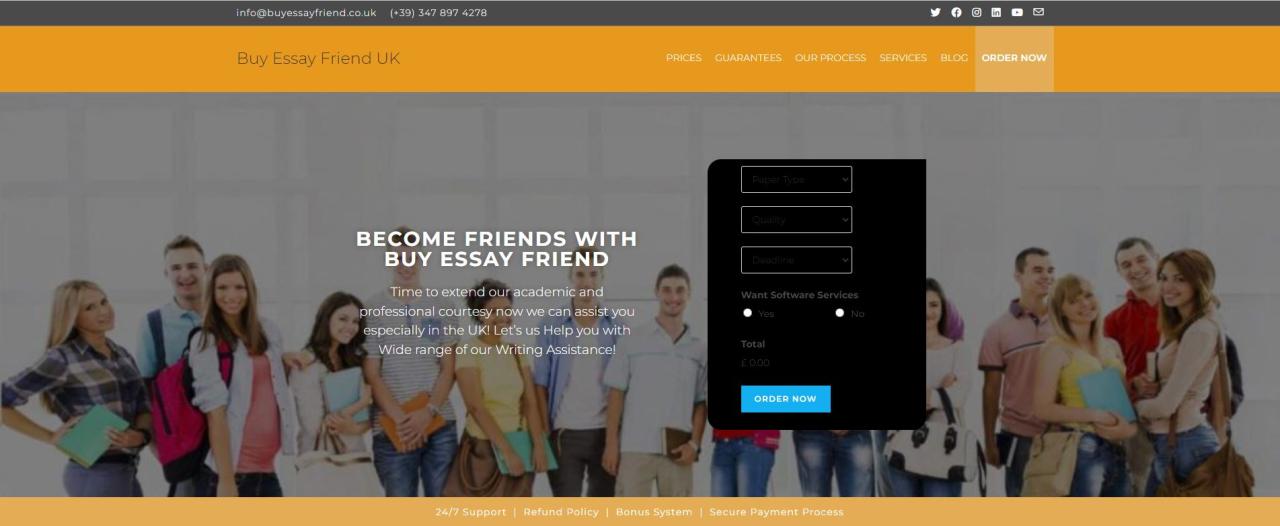 info@buyessayfriend.co.uk (+39) 347 897 4278
Buy Essay Friend UK
PRICES GUARANTEES OUR PROCESS SERVICES BLOG ORDER NOW
BECOME FRIENDS WITH
BUY ESSAY FRIEND
Time to extend our academic and
professional courtesy now we can assist you
especially in the UK! Let's us Help you with
Wide range of our Writing Assistance!
Paper Type
Quality
Deadline
Want Software Services
Yes No
Total
£ 0.00
ORDER NOW
24/7 Support | Refund Policy | Bonus System | Secure Payment Process